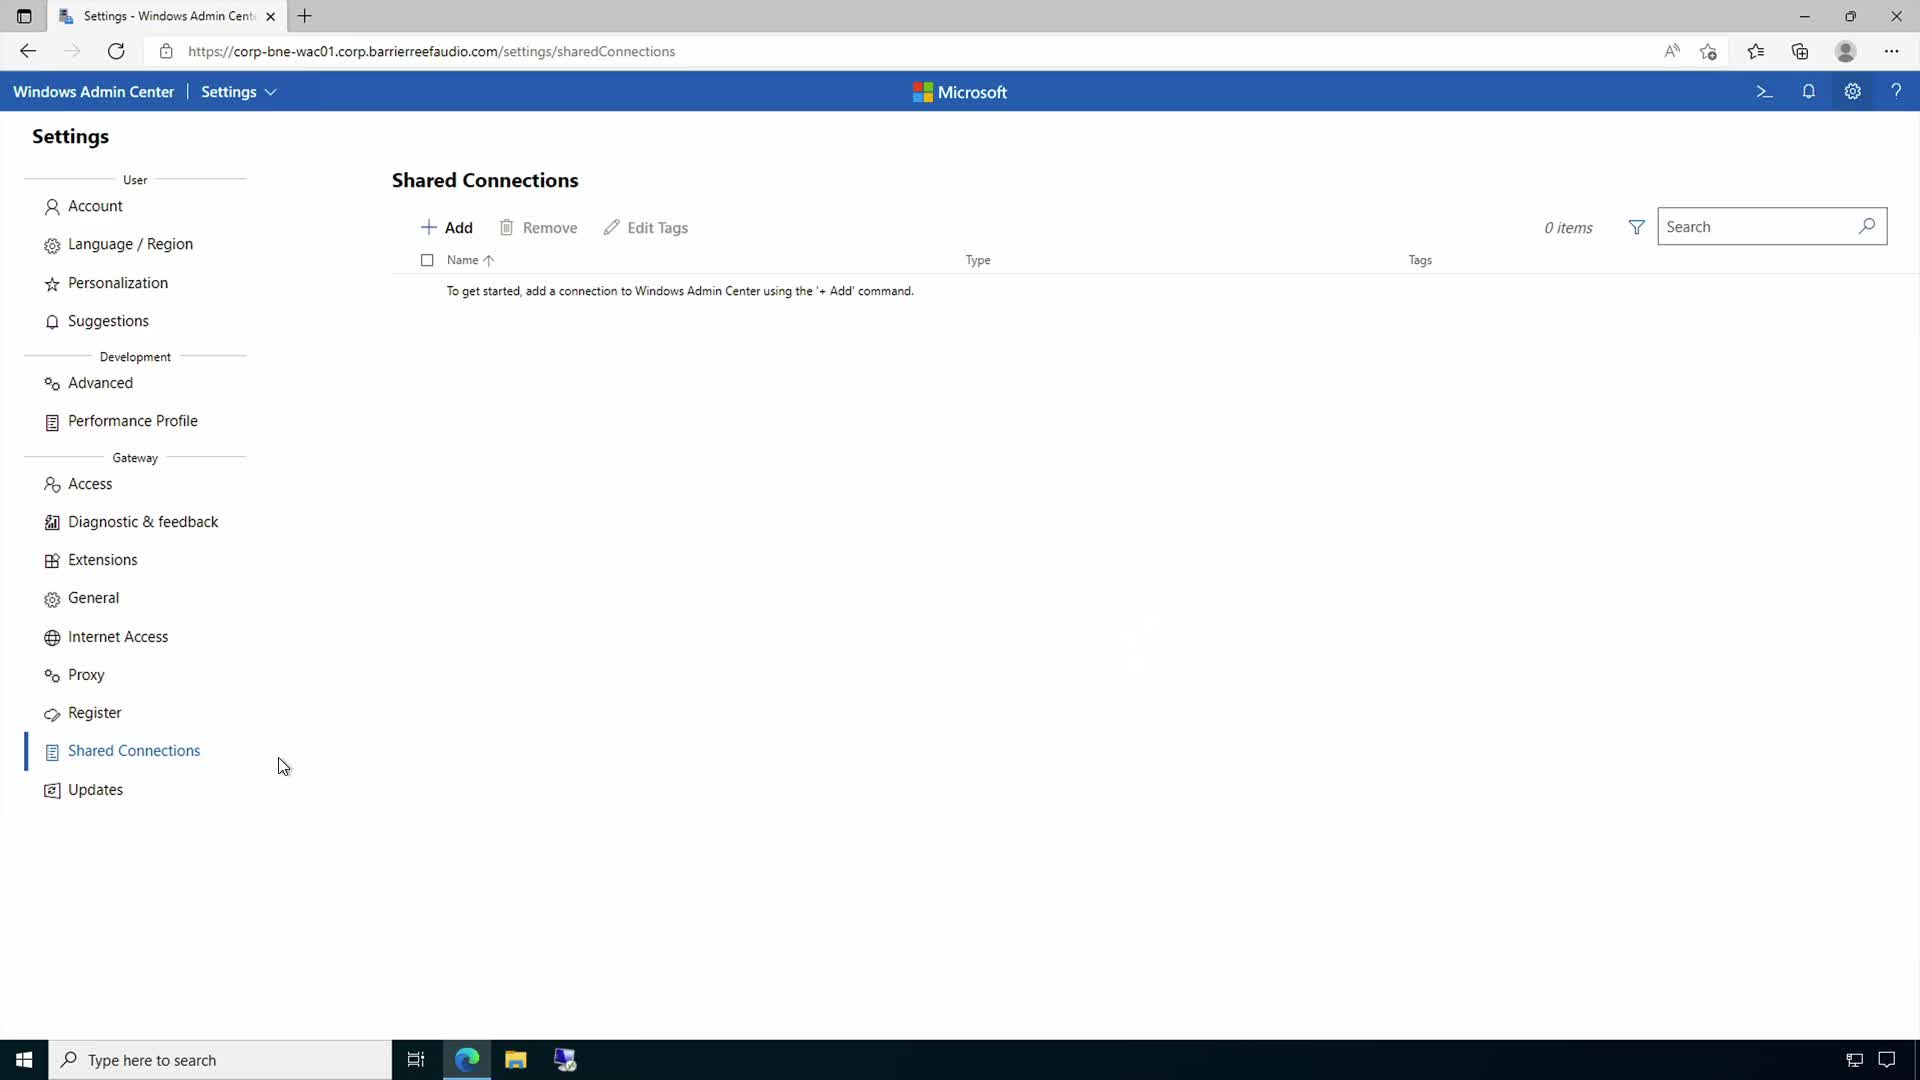 Settings - Windows Admin Cent
https://corp-bne-wac01.corp.barrierreefaudio.com/settings/sharedConnections
Windows Admin Center | Settings
Microsoft
Settings
User
Account
Language / Region
Personalization
Suggestions
Development
Advanced
Performance Profile
Gateway
Access
Diagnostic & feedback
Extensions
General
Internet Access
Proxy
Register
Shared Connections
Updates
Shared Connections
Add Remove Edit Tags 0 items Search
Name Type Tags
To get started, add a connection to Windows Admin Center using the '+ Add' command.
Type here to search